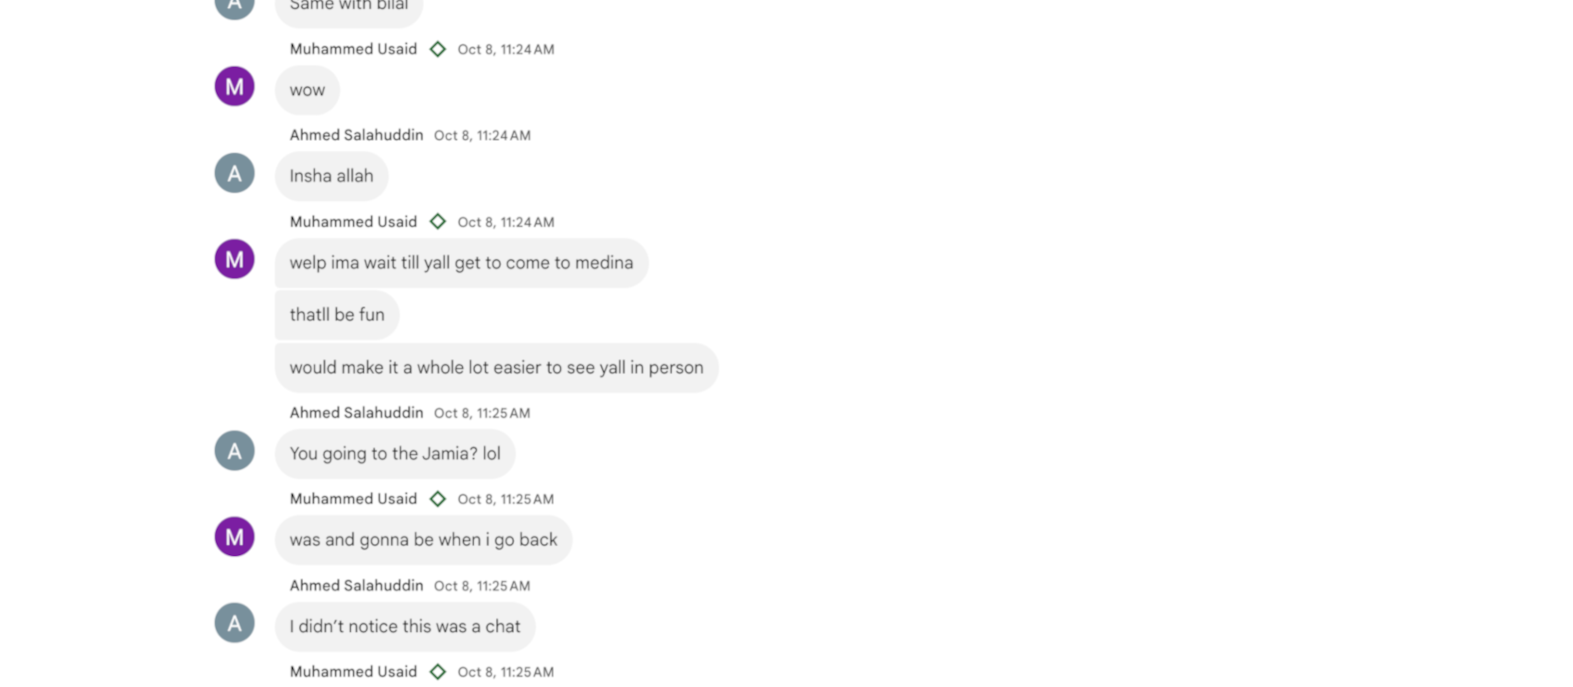 A
Same with bilal
Muhammed Usaid Oct 8, 11:24 AM
M
wow
Ahmed Salahuddin Oct 8, 11:24 AM
A
Insha allah
Muhammed Usaid Oct 8, 11:24 AM
M
welp ima wait till yall get to come to medina
thatll be fun
would make it a whole lot easier to see yall in person
Ahmed Salahuddin Oct 8, 11:25 AM
A
You going to the Jamia? lol
Muhammed Usaid Oct 8, 11:25 AM
M
was and gonna be when i go back
Ahmed Salahuddin Oct 8, 11:25 AM
A
I didn’t notice this was a chat
Muhammed Usaid Oct 8, 11:25 AM